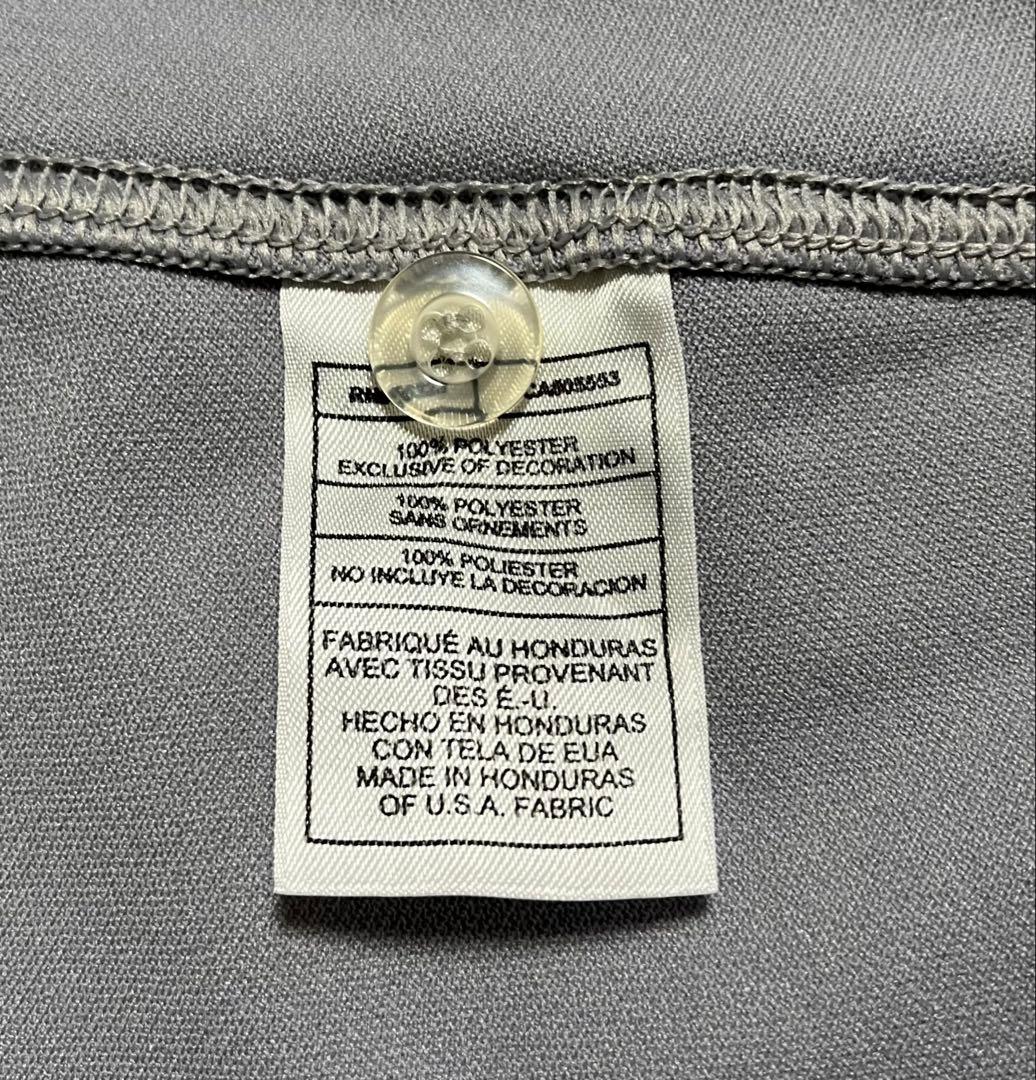 CA805553
100% POLYESTER
EXCLUSIVE OF DECORATION
100% POLYESTER
SANS ORNEMENTS
100% POLIESTER
NO INCLUYE LA DECORACION
FABRIQUÉ AU HONDURAS
AVEC TISSU PROVENANT
DES É.-U.
HECHO EN HONDURAS
CON TELA DE EUA
MADE IN HONDURAS
OF U.S.A. FABRIC